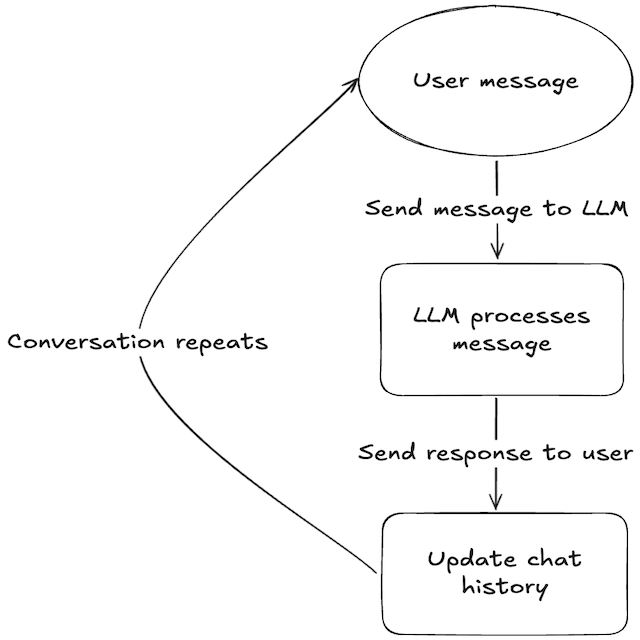 User message
Send message to LLM
LLM processes
message
Conversation repeats
Send response to user
Update chat
history